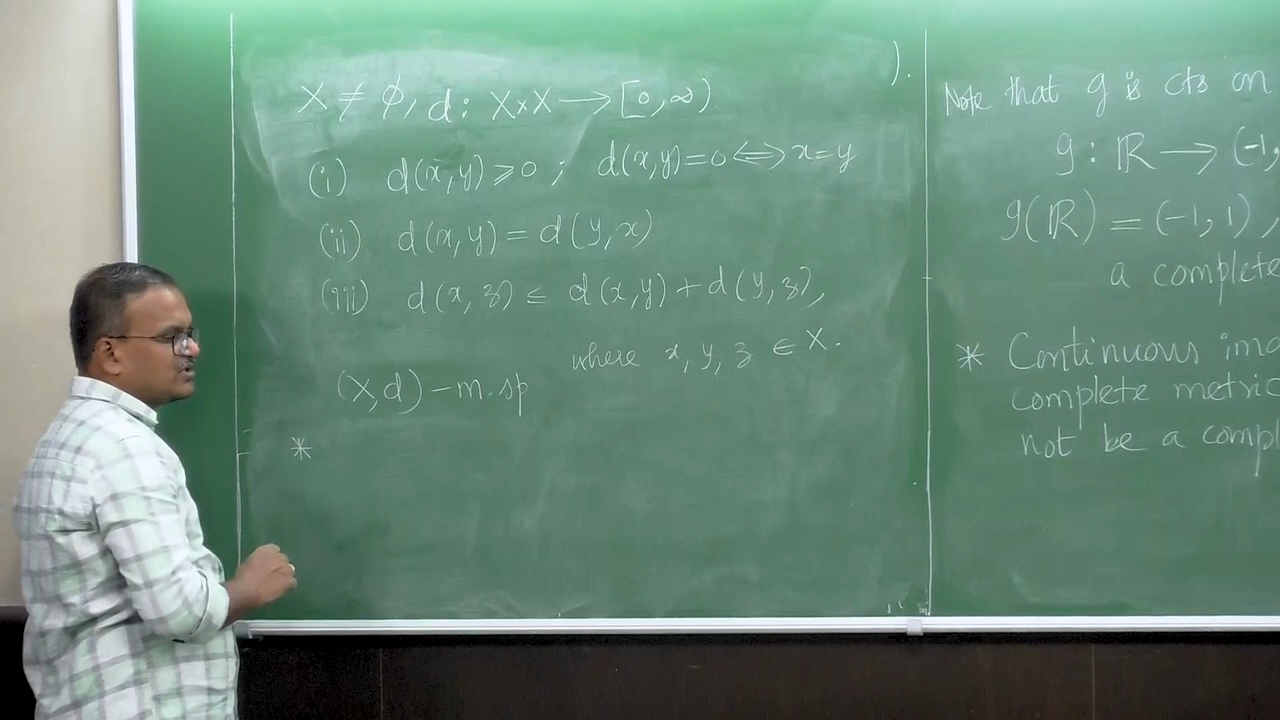 ).
X ≠ ϕ, d : X×X → [0, ∞)
(i) d(x,y) ⩾ 0 ; d(x,y) = 0 ⟺ x = y
(ii) d(x,y) = d(y,x)
(iii) d(x,z) ≤ d(x,y) + d(y,z),
where x, y, z ∈ X.
(X,d) – m.sp
*
Note that g is cts on
g : ℝ → (-1,
g(ℝ) = (-1, 1) ,
a complete
* Continuous ima
complete metric
not be a compl